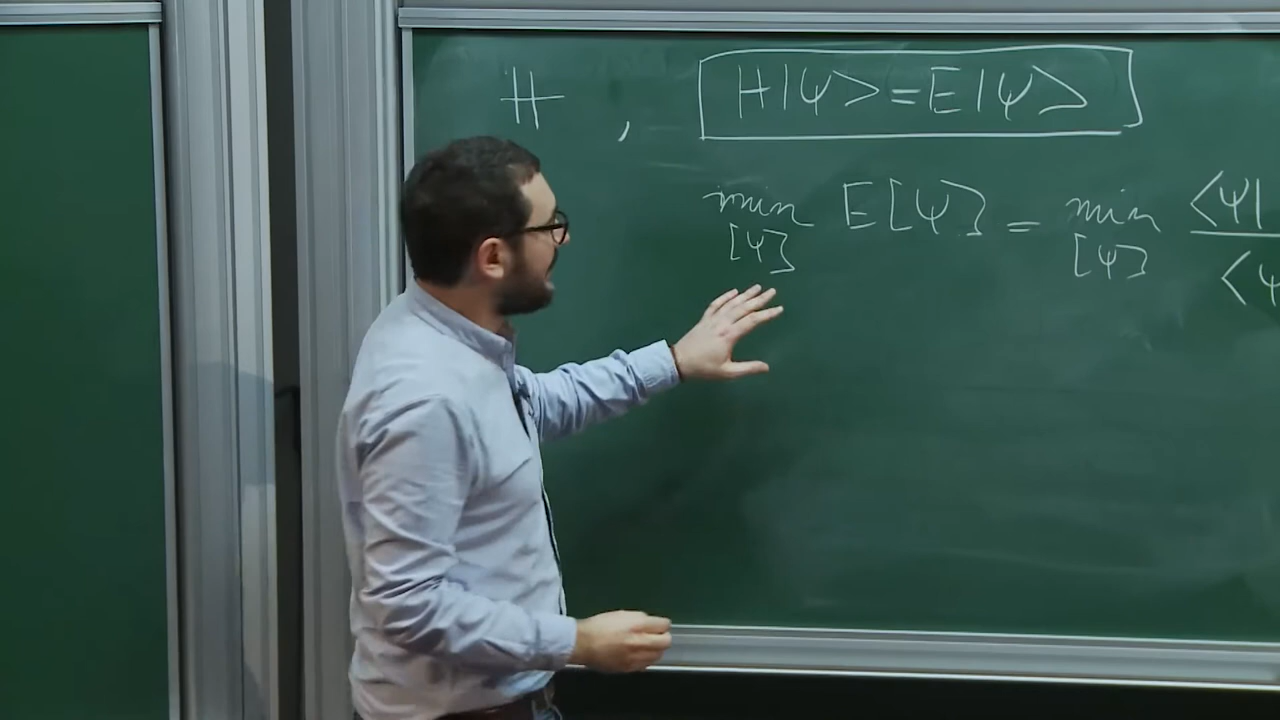 H , H|ψ> = E|ψ>
min E[ψ] = min <ψ|
[ψ] [ψ] <ψ